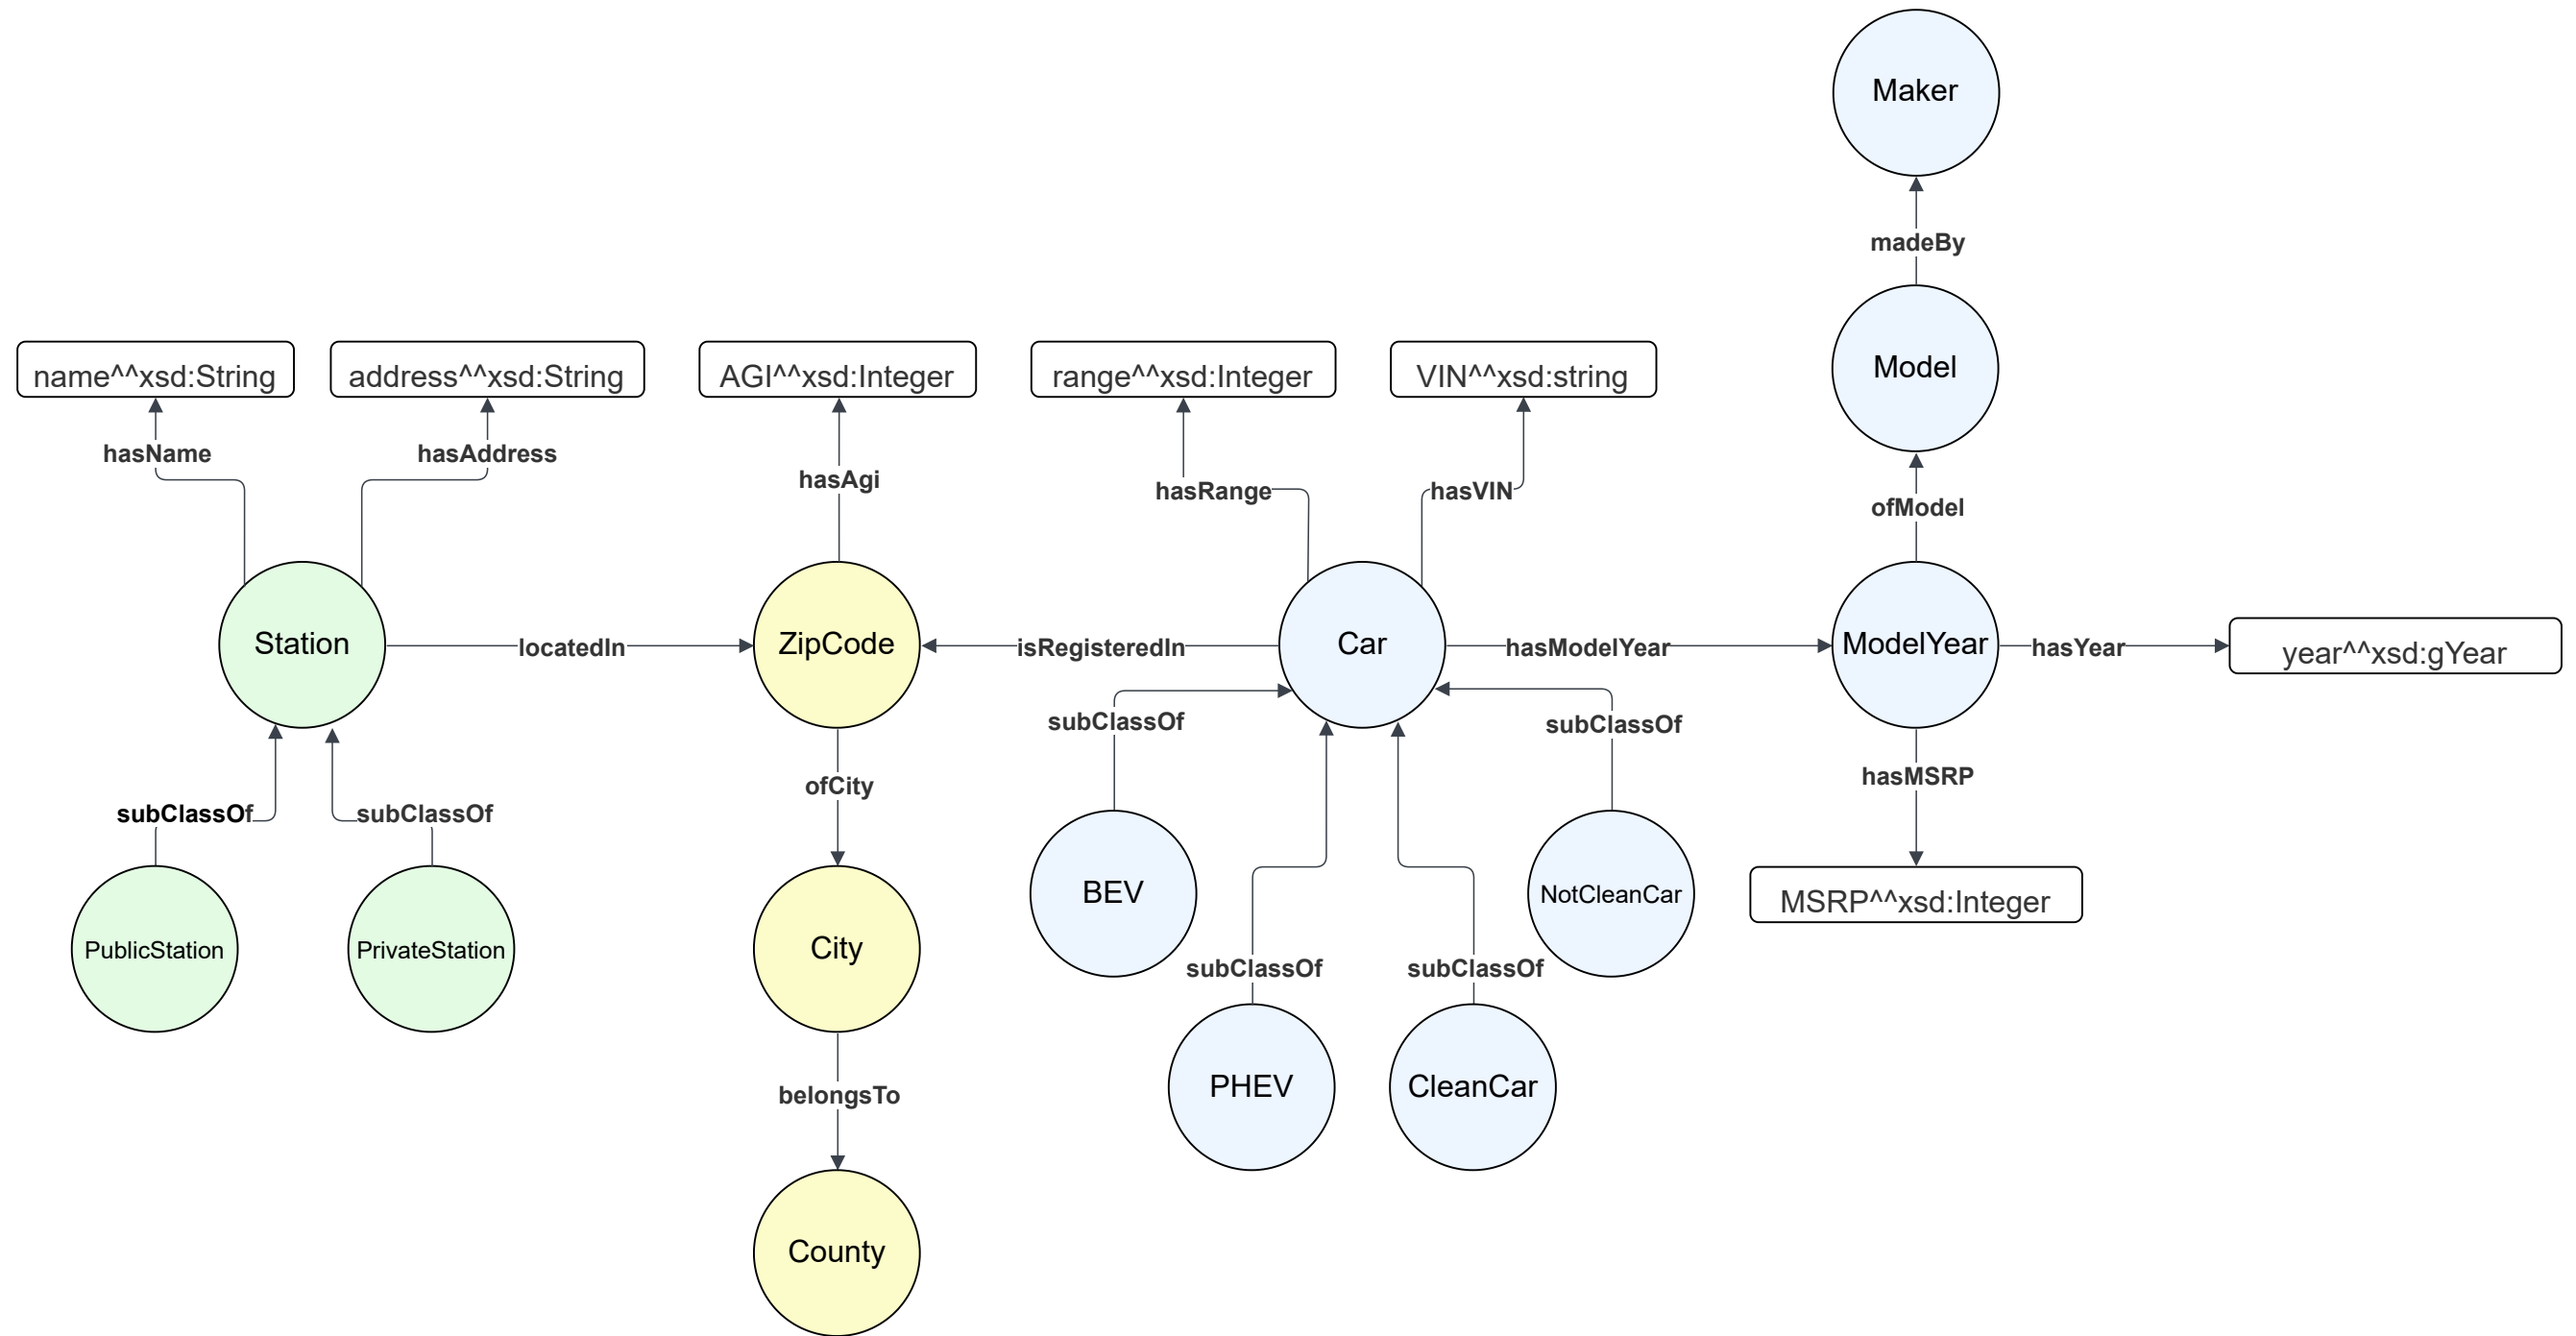 Maker
madeBy
Model
name^^xsd:String
address^^xsd:String
AGI^^xsd:Integer
range^^xsd:Integer
VIN^^xsd:string
hasName
hasAddress
hasAgi
hasRange
hasVIN
ofModel
Station
locatedIn
ZipCode
isRegisteredIn
Car
hasModelYear
ModelYear
hasYear
year^^xsd:gYear
subClassOf
subClassOf
hasMSRP
ofCity
subClassOf
subClassOf
BEV
NotCleanCar
MSRP^^xsd:Integer
PublicStation
PrivateStation
City
subClassOf
subClassOf
PHEV
CleanCar
belongsTo
County